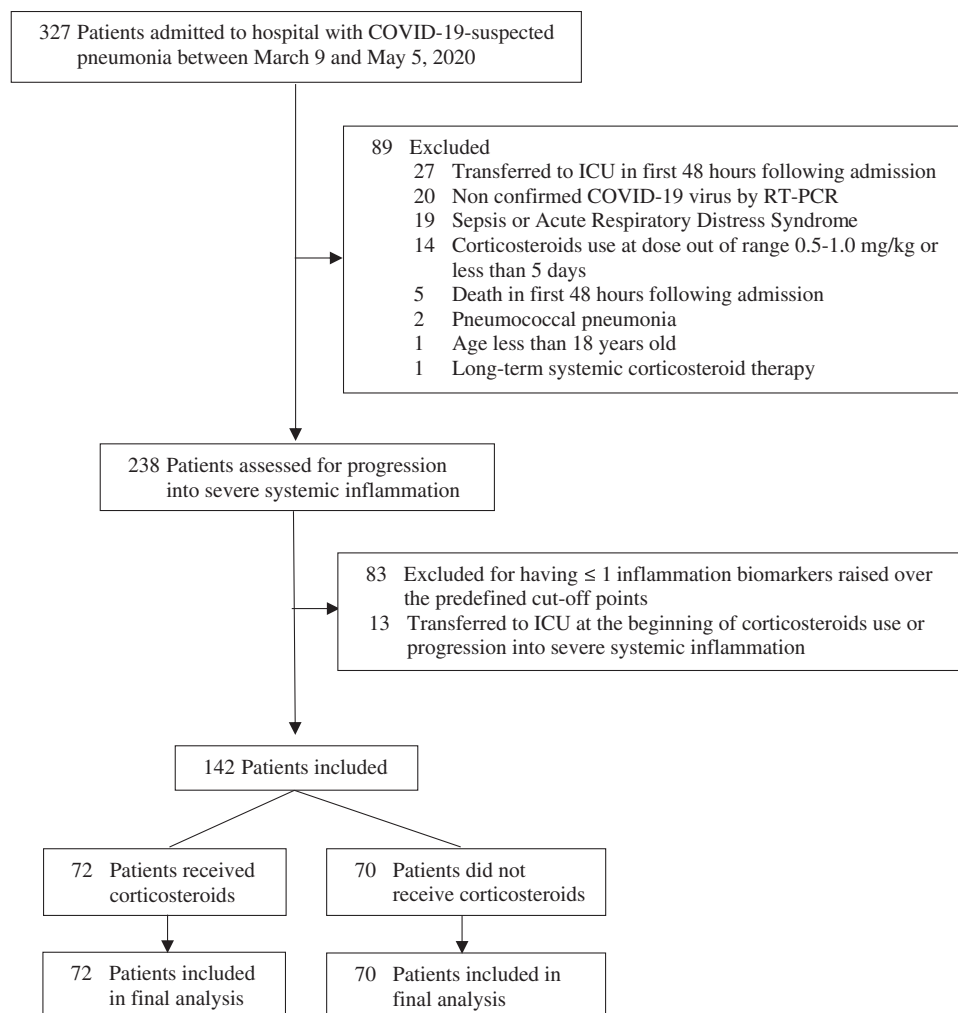 327 Patients admitted to hospital with COVID-19-suspected
pneumonia between March 9 and May 5, 2020
89 Excluded
27 Transferred to ICU in first 48 hours following admission
20 Non confirmed COVID-19 virus by RT-PCR
19 Sepsis or Acute Respiratory Distress Syndrome
14 Corticosteroids use at dose out of range 0.5-1.0 mg/kg or
less than 5 days
5 Death in first 48 hours following admission
2 Pneumococcal pneumonia
1 Age less than 18 years old
1 Long-term systemic corticosteroid therapy
238 Patients assessed for progression
into severe systemic inflammation
83 Excluded for having ≤ 1 inflammation biomarkers raised over
the predefined cut-off points
13 Transferred to ICU at the beginning of corticosteroids use or
progression into severe systemic inflammation
142 Patients included
72 Patients received
corticosteroids
70 Patients did not
receive corticosteroids
72 Patients included
in final analysis
70 Patients included in
final analysis